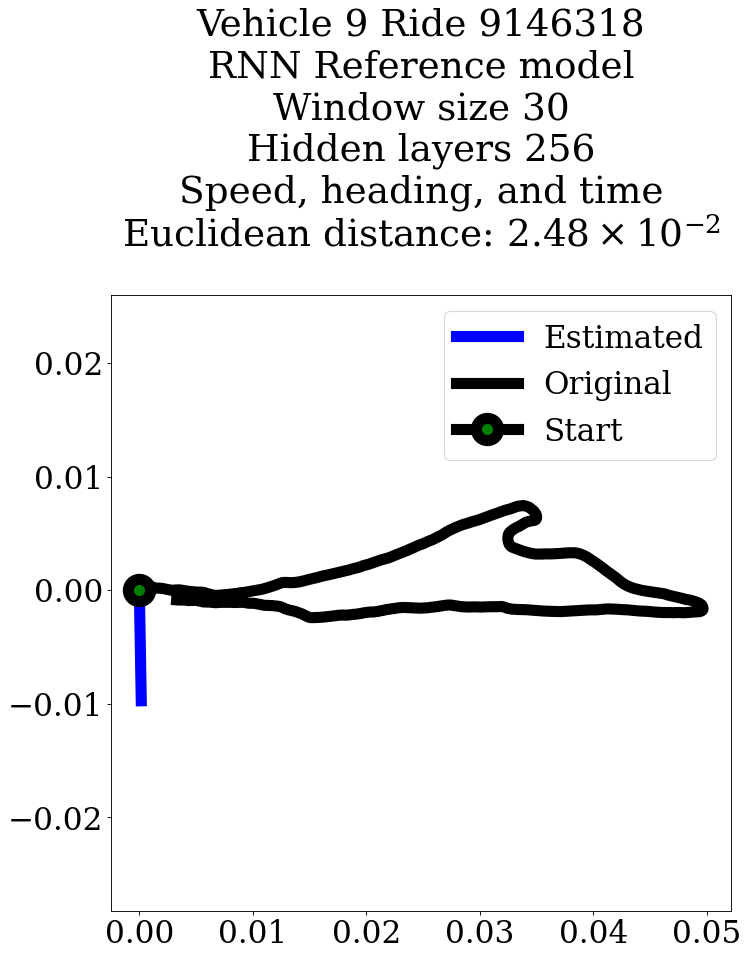 Vehicle 9 Ride 9146318
RNN Reference model
Window size 30
Hidden layers 256
Speed, heading, and time
Euclidean distance: 2.48 × 10⁻²
Estimated
Original
Start
0.02
0.01
0.00
−0.01
−0.02
0.00 0.01 0.02 0.03 0.04 0.05